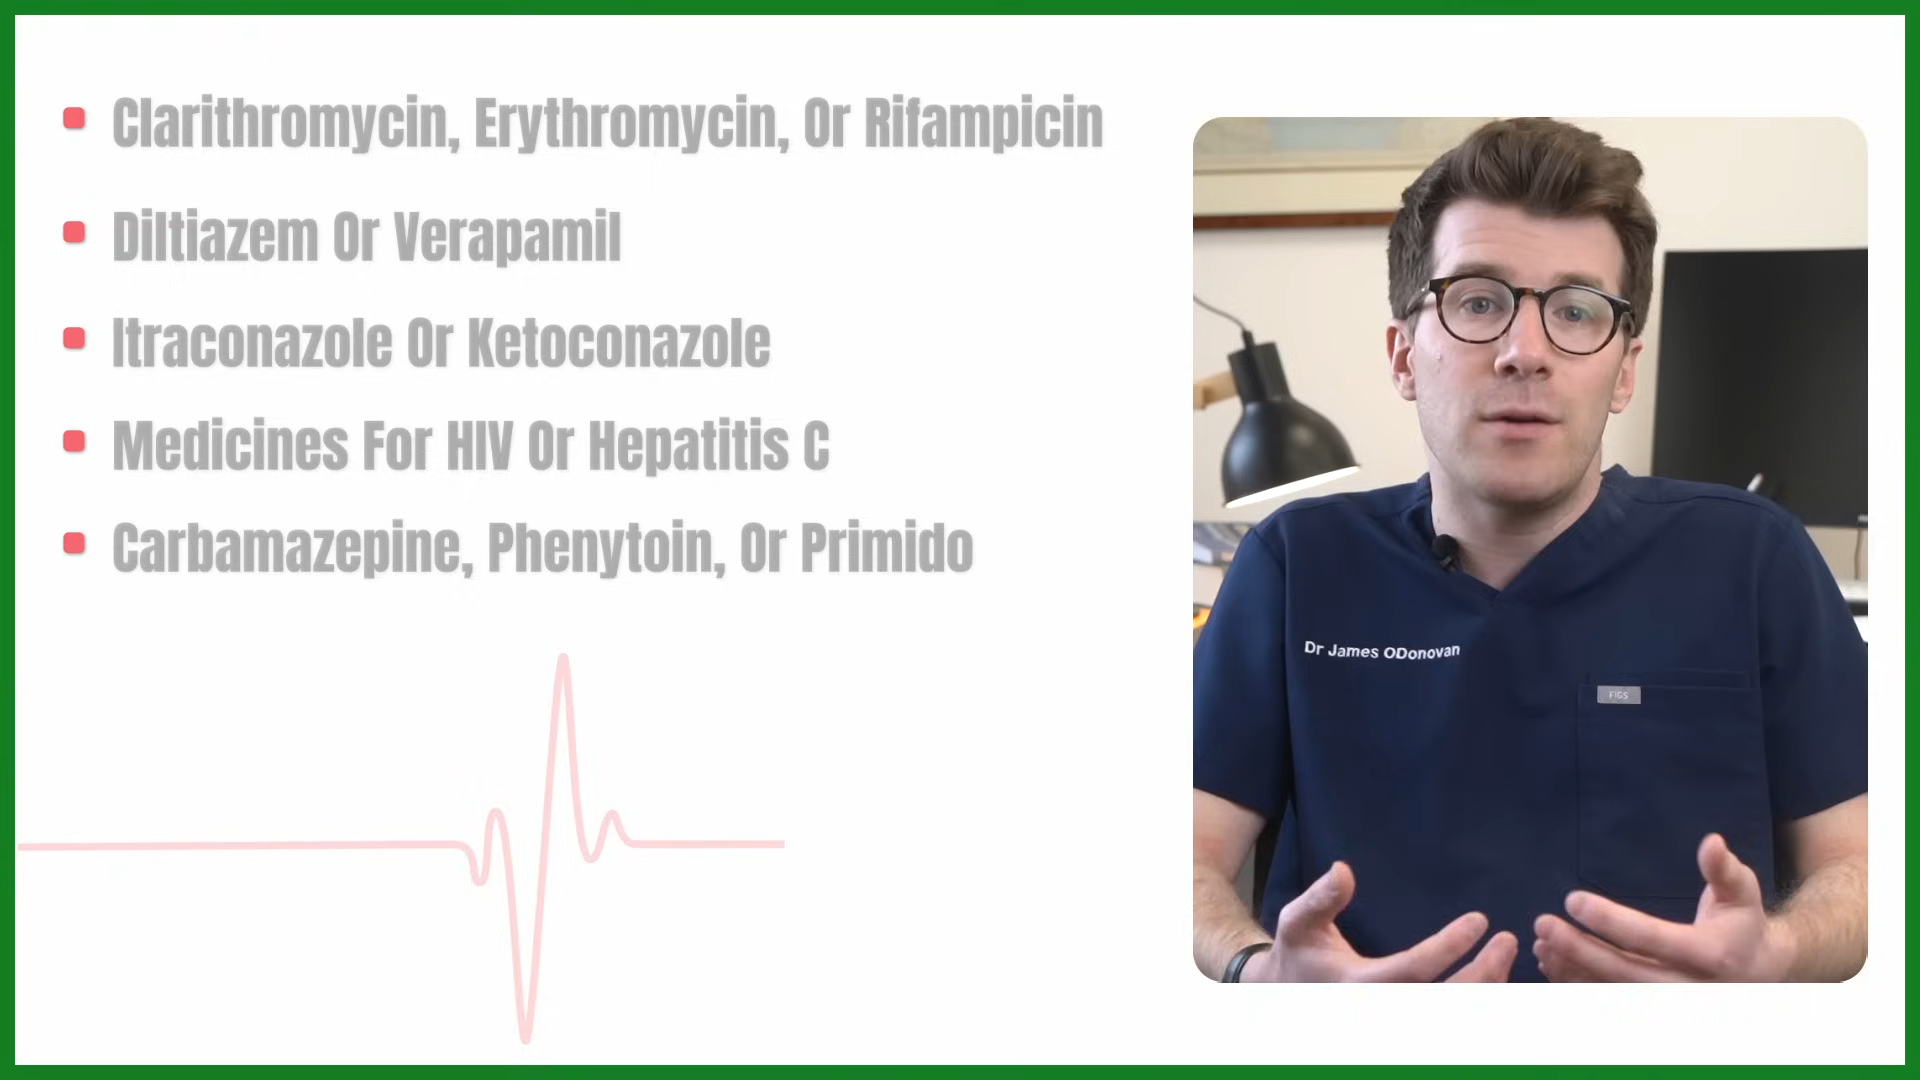 Clarithromycin, Erythromycin, Or Rifampicin
Diltiazem Or Verapamil
Itraconazole Or Ketoconazole
Medicines For HIV Or Hepatitis C
Carbamazepine, Phenytoin, Or Primido
Dr James ODonovan
FIGS